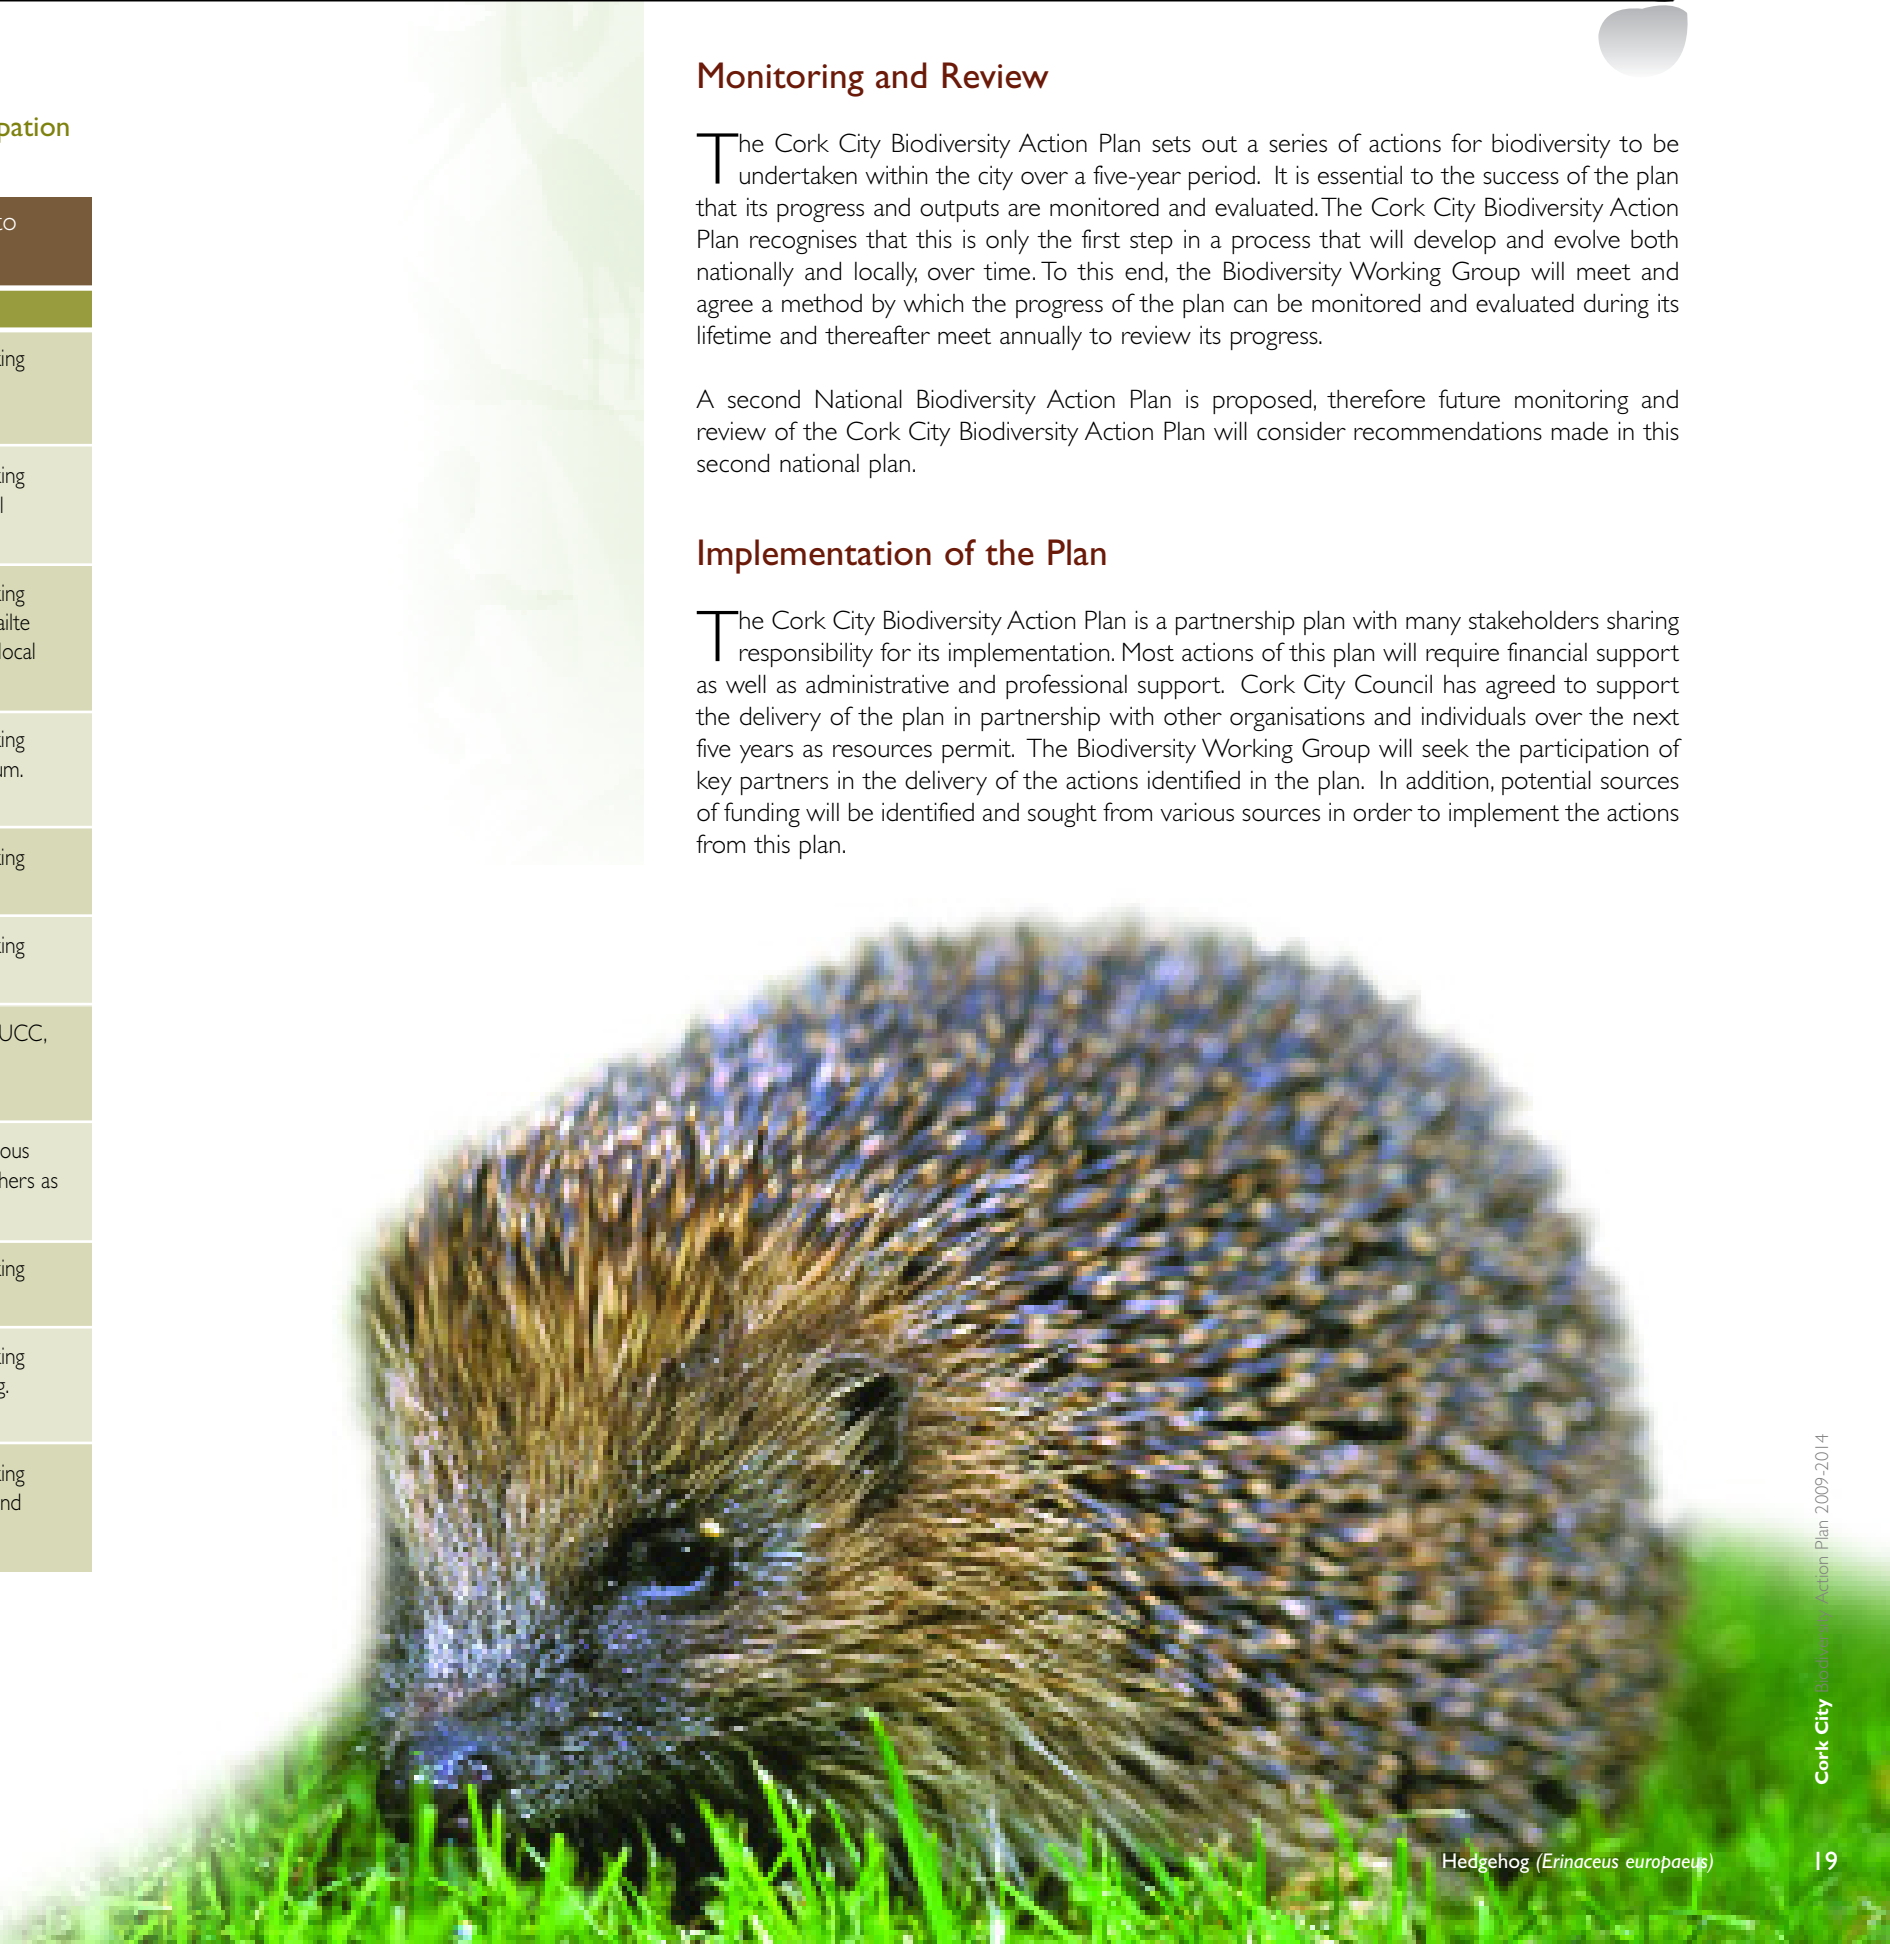 pation
to
ing
ing
l
ing
ailte
local
ing
um.
ing
ing
UCC,
ous
hers as
ing
ing
g.
ing
nd
Monitoring and Review
The Cork City Biodiversity Action Plan sets out a series of actions for biodiversity to be
undertaken within the city over a five-year period. It is essential to the success of the plan
that its progress and outputs are monitored and evaluated. The Cork City Biodiversity Action
Plan recognises that this is only the first step in a process that will develop and evolve both
nationally and locally, over time. To this end, the Biodiversity Working Group will meet and
agree a method by which the progress of the plan can be monitored and evaluated during its
lifetime and thereafter meet annually to review its progress.
A second National Biodiversity Action Plan is proposed, therefore future monitoring and
review of the Cork City Biodiversity Action Plan will consider recommendations made in this
second national plan.
Implementation of the Plan
The Cork City Biodiversity Action Plan is a partnership plan with many stakeholders sharing
responsibility for its implementation. Most actions of this plan will require financial support
as well as administrative and professional support. Cork City Council has agreed to support
the delivery of the plan in partnership with other organisations and individuals over the next
five years as resources permit. The Biodiversity Working Group will seek the participation of
key partners in the delivery of the actions identified in the plan. In addition, potential sources
of funding will be identified and sought from various sources in order to implement the actions
from this plan.
Cork City Biodiversity Action Plan 2009-2014
Hedgehog (Erinaceus europaeus)
19